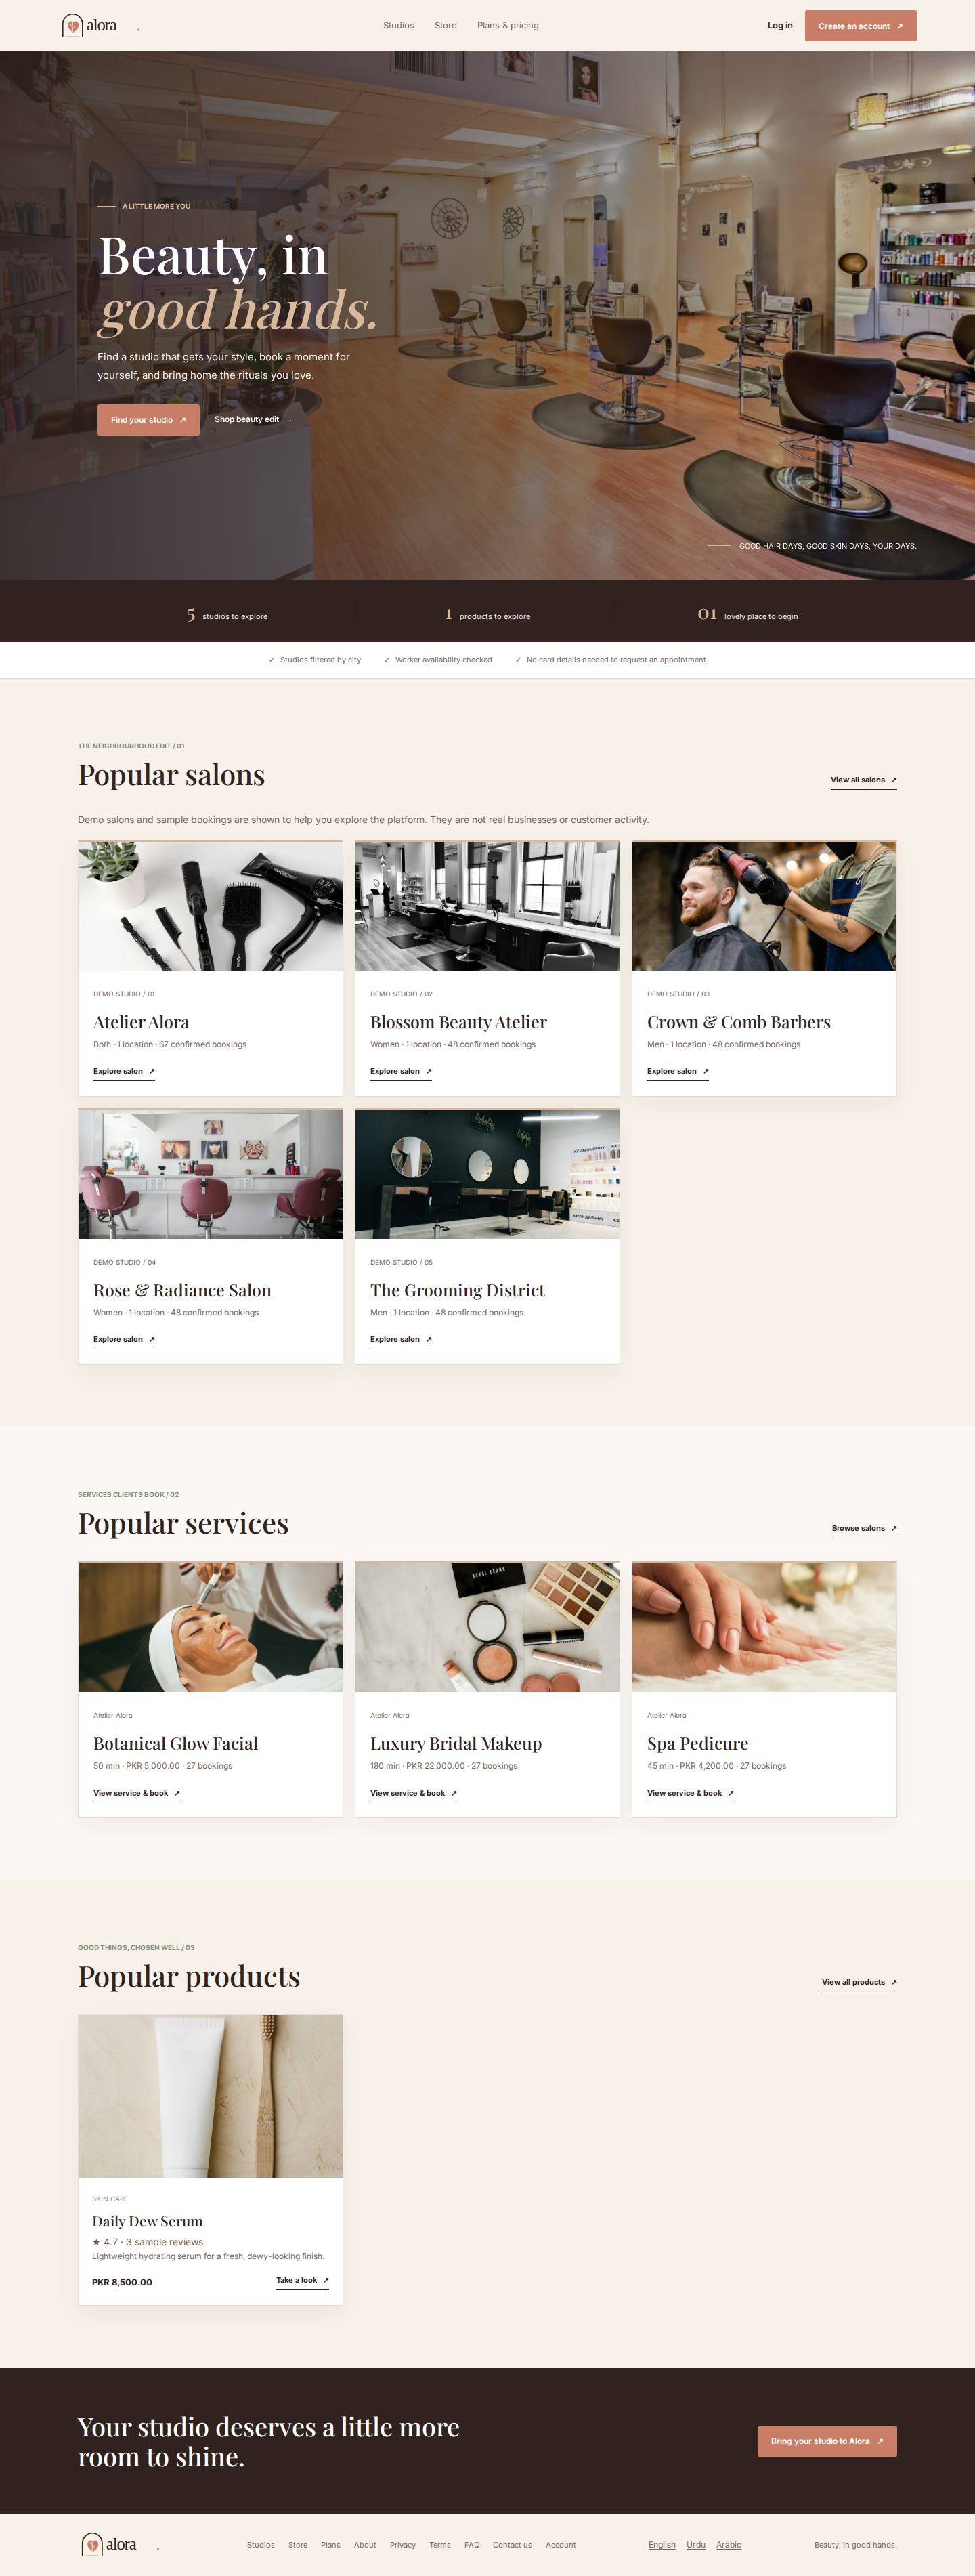 alora
Studios Store Plans & pricing
Log in
Create an account ↗
A LITTLE MORE YOU
Beauty, in
good hands.
Find a studio that gets your style, book a moment for
yourself, and bring home the rituals you love.
Find your studio ↗
Shop beauty edit →
GOOD HAIR DAYS, GOOD SKIN DAYS, YOUR DAYS.
5 studios to explore
1 products to explore
01 lovely place to begin
✓ Studios filtered by city
✓ Worker availability checked
✓ No card details needed to request an appointment
THE NEIGHBOURHOOD EDIT / 01
Popular salons
View all salons ↗
Demo salons and sample bookings are shown to help you explore the platform. They are not real businesses or customer activity.
DEMO STUDIO / 01
Atelier Alora
Both · 1 location · 67 confirmed bookings
Explore salon ↗
DEMO STUDIO / 02
Blossom Beauty Atelier
Women · 1 location · 48 confirmed bookings
Explore salon ↗
DEMO STUDIO / 03
Crown & Comb Barbers
Men · 1 location · 48 confirmed bookings
Explore salon ↗
DEMO STUDIO / 04
Rose & Radiance Salon
Women · 1 location · 48 confirmed bookings
Explore salon ↗
KEVIN.MURPHY
DEMO STUDIO / 05
The Grooming District
Men · 1 location · 48 confirmed bookings
Explore salon ↗
SERVICES CLIENTS BOOK / 02
Popular services
Browse salons ↗
Atelier Alora
Botanical Glow Facial
50 min · PKR 5,000.00 · 27 bookings
View service & book ↗
BOBBI BROWN
Atelier Alora
Luxury Bridal Makeup
180 min · PKR 22,000.00 · 27 bookings
View service & book ↗
Atelier Alora
Spa Pedicure
45 min · PKR 4,200.00 · 27 bookings
View service & book ↗
GOOD THINGS, CHOSEN WELL / 03
Popular products
View all products ↗
SKIN CARE
Daily Dew Serum
★ 4.7 · 3 sample reviews
Lightweight hydrating serum for a fresh, dewy-looking finish.
PKR 8,500.00
Take a look ↗
Your studio deserves a little more
room to shine.
Bring your studio to Alora ↗
alora
Studios Store Plans About Privacy Terms FAQ Contact us Account
English Urdu Arabic
Beauty, in good hands.